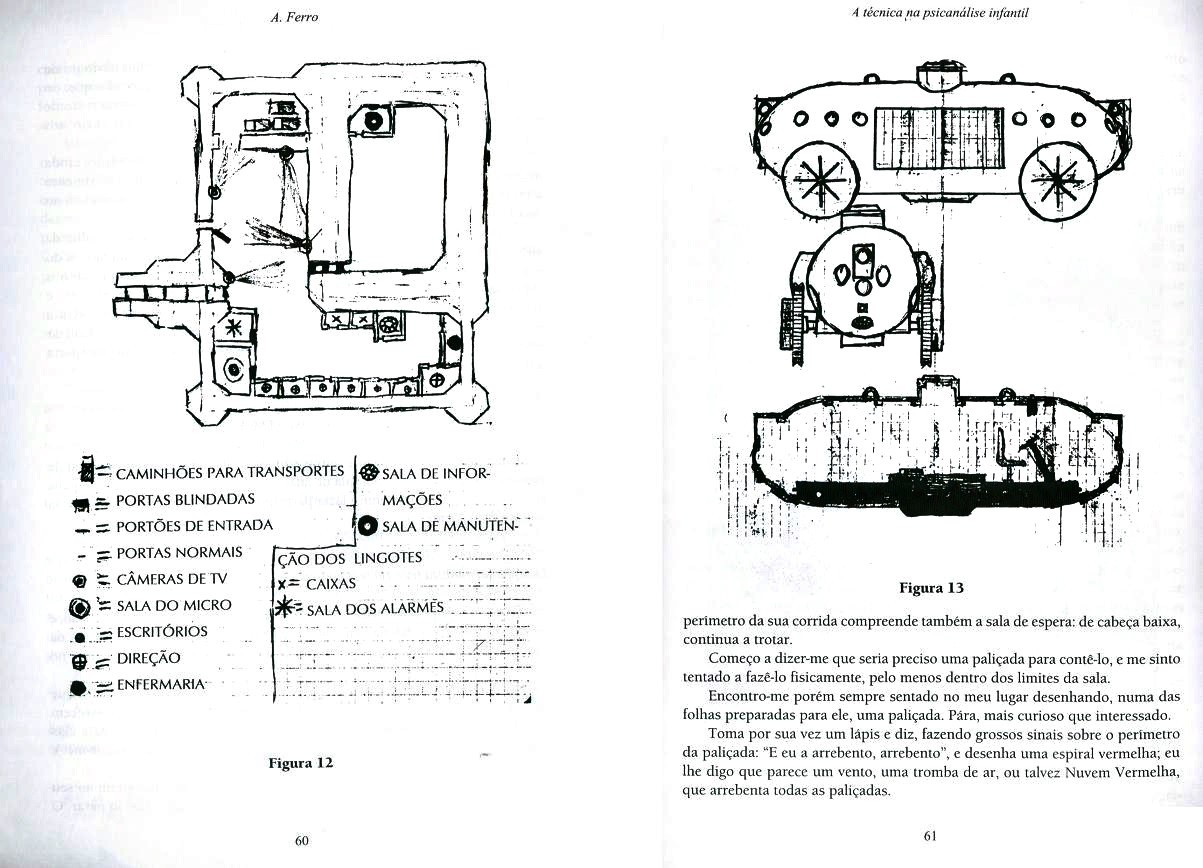 A. Ferro
CAMINHÕES PARA TRANSPORTES
PORTAS BLINDADAS
PORTÕES DE ENTRADA
PORTAS NORMAIS
CÂMERAS DE TV
SALA DO MICRO
ESCRITÓRIOS
DIREÇÃO
ENFERMARIA
SALA DE INFOR-
MAÇÕES
SALA DE MANUTEN-
ÇÃO DOS LINGOTES
x = CAIXAS
SALA DOS ALARMES
Figura 12
60
A técnica na psicanálise infantil
Figura 13
perímetro da sua corrida compreende também a sala de espera: de cabeça baixa,
continua a trotar.
Começo a dizer-me que seria preciso uma paliçada para contê-lo, e me sinto
tentado a fazê-lo fisicamente, pelo menos dentro dos limites da sala.
Encontro-me porém sempre sentado no meu lugar desenhando, numa das
folhas preparadas para ele, uma paliçada. Pára, mais curioso que interessado.
Toma por sua vez um lápis e diz, fazendo grossos sinais sobre o perímetro
da paliçada: “E eu a arrebento, arrebento”, e desenha uma espiral vermelha; eu
lhe digo que parece um vento, uma tromba de ar, ou talvez Nuvem Vermelha,
que arrebenta todas as paliçadas.
61